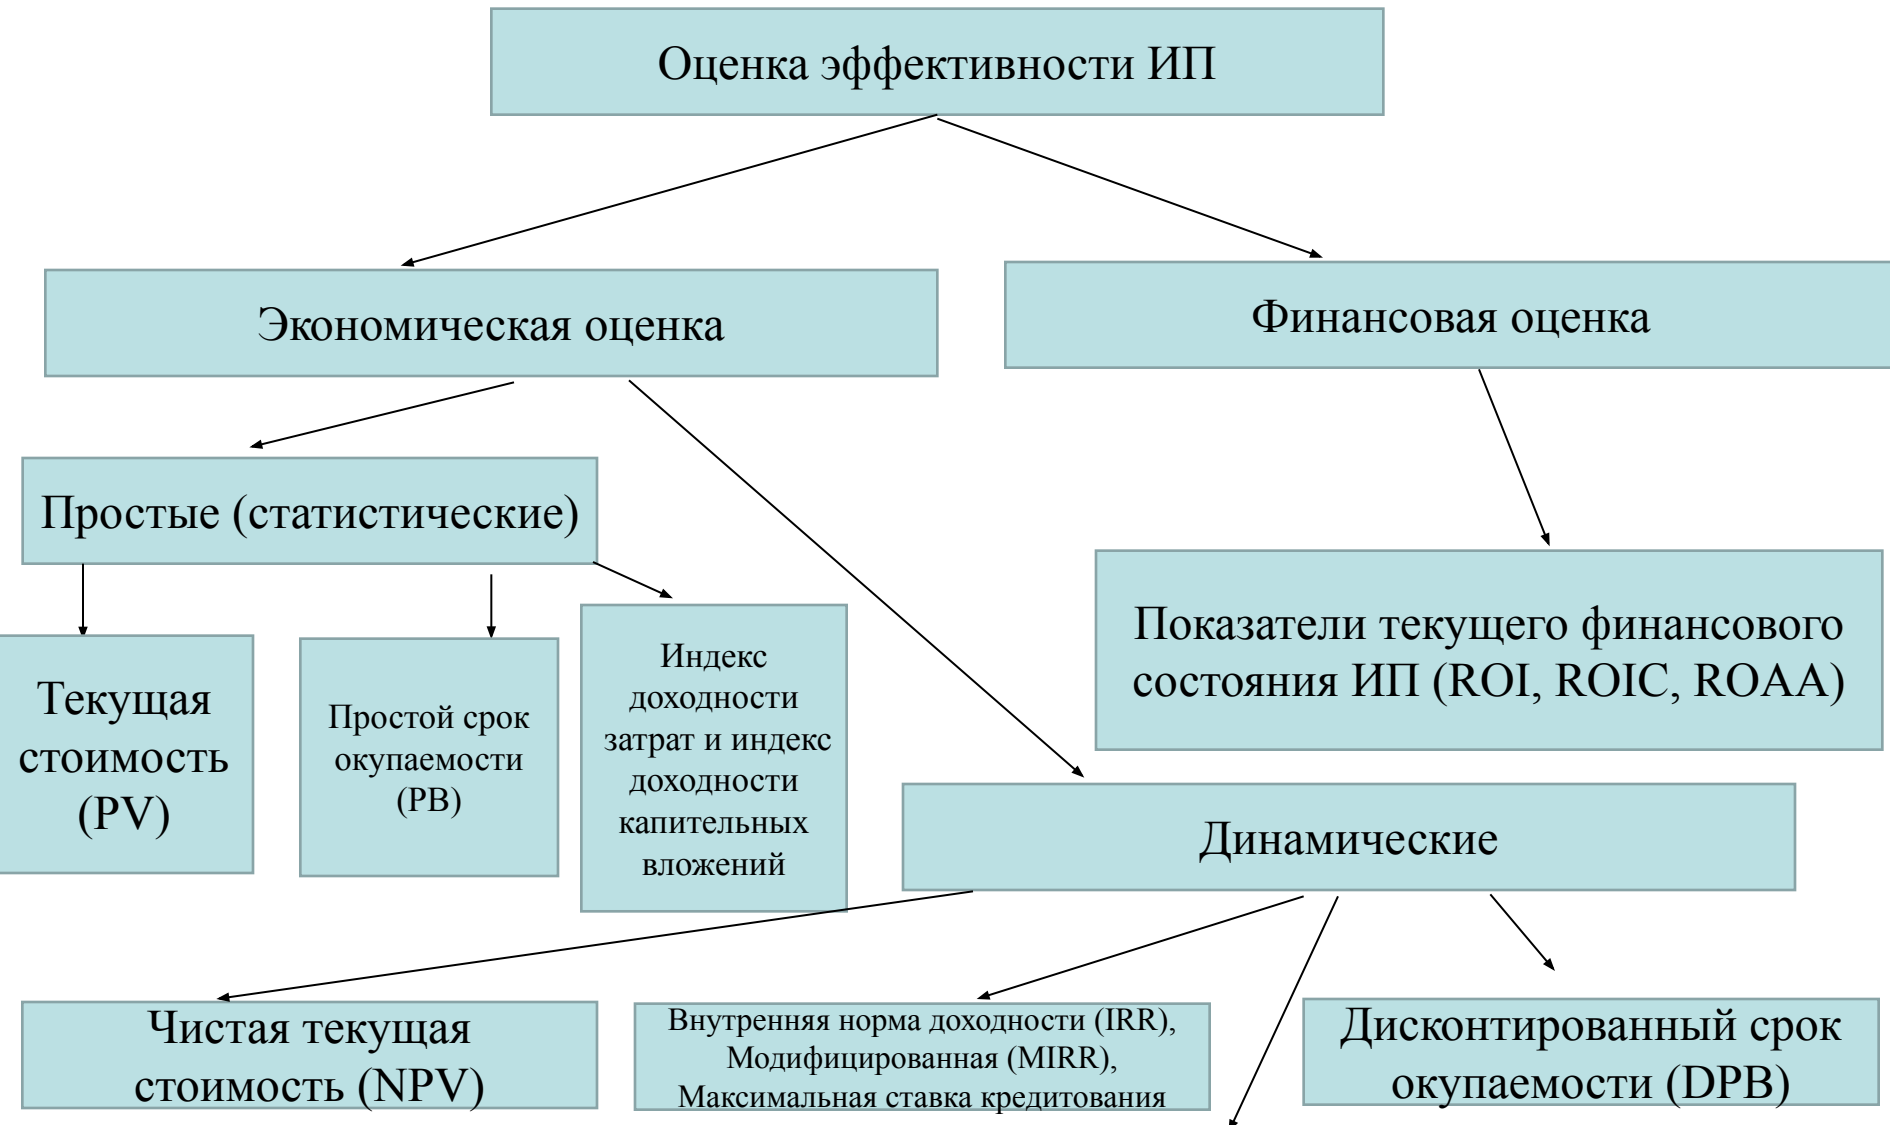 Оценка эффективности ИП
Экономическая оценка
Финансовая оценка
Простые (статистические)
Текущая
стоимость
(PV)
Простой срок
окупаемости
(PB)
Индекс
доходности
затрат и индекс
доходности
капительных
вложений
Показатели текущего финансового
состояния ИП (ROI, ROIC, ROAA)
Динамические
Чистая текущая
стоимость (NPV)
Внутренняя норма доходности (IRR),
Модифицированная (MIRR),
Максимальная ставка кредитования
Дисконтированный срок
окупаемости (DPB)